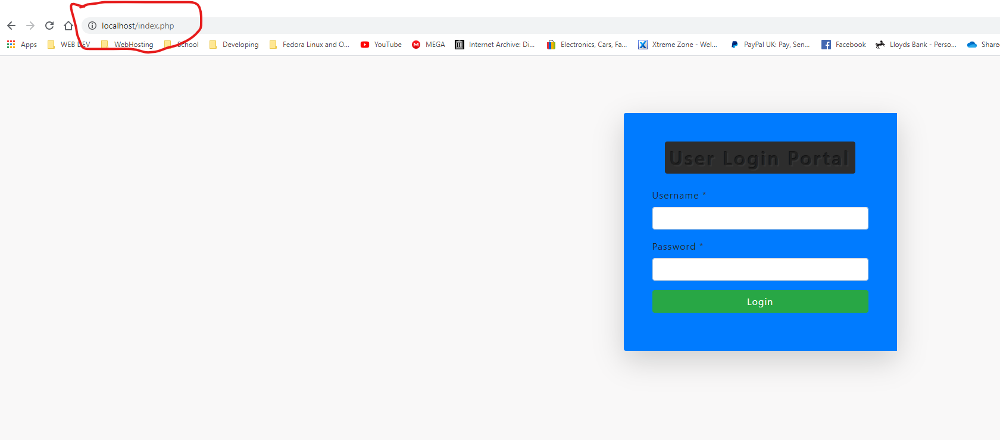 localhost/index.php
Apps WEB DEV WebHosting School Developing Fedora Linux and O... YouTube MEGA Internet Archive: Di... Electronics, Cars, Fa... Xtreme Zone - Wel... PayPal UK: Pay, Sen... Facebook Lloyds Bank - Perso... Share
User Login Portal
Username *
Password *
Login